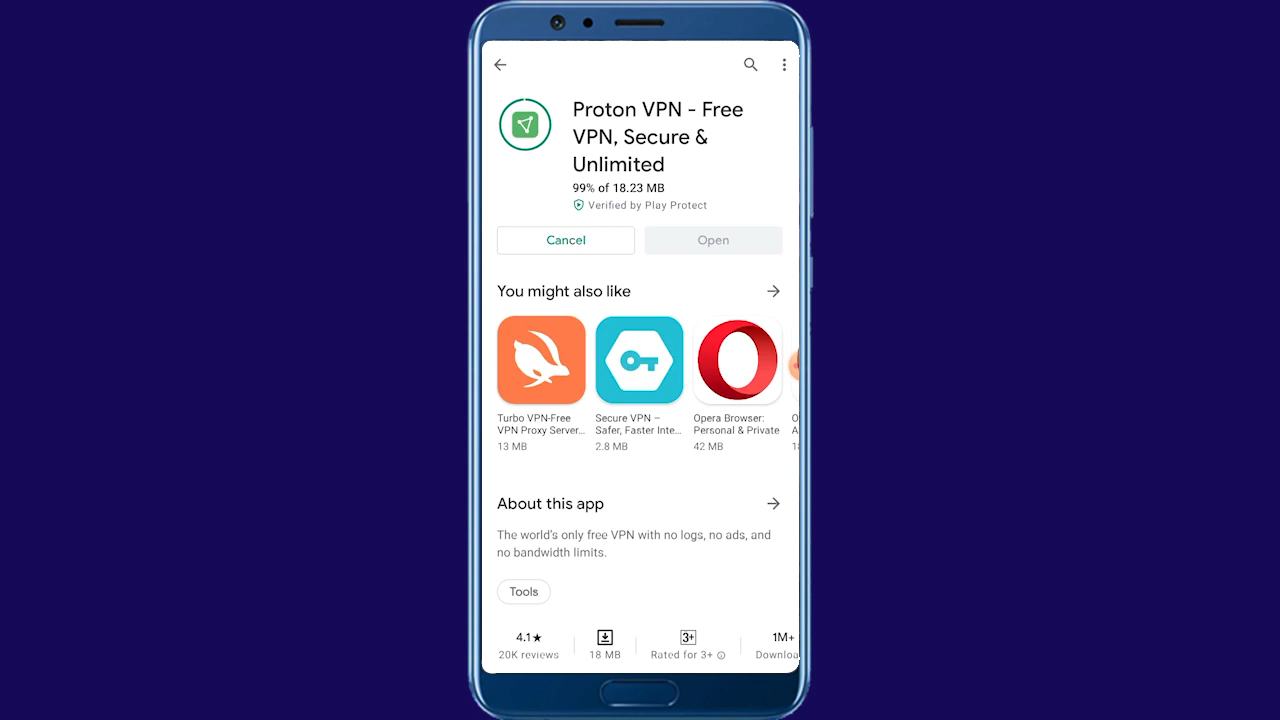 Proton VPN - Free
VPN, Secure &
Unlimited
99% of 18.23 MB
Verified by Play Protect
Cancel
Open
You might also like
Turbo VPN-Free
VPN Proxy Server…
13 MB
Secure VPN –
Safer, Faster Inte…
2.8 MB
Opera Browser:
Personal & Private
42 MB
About this app
The world's only free VPN with no logs, no ads, and
no bandwidth limits.
Tools
4.1★
20K reviews
18 MB
3+
Rated for 3+
1M+